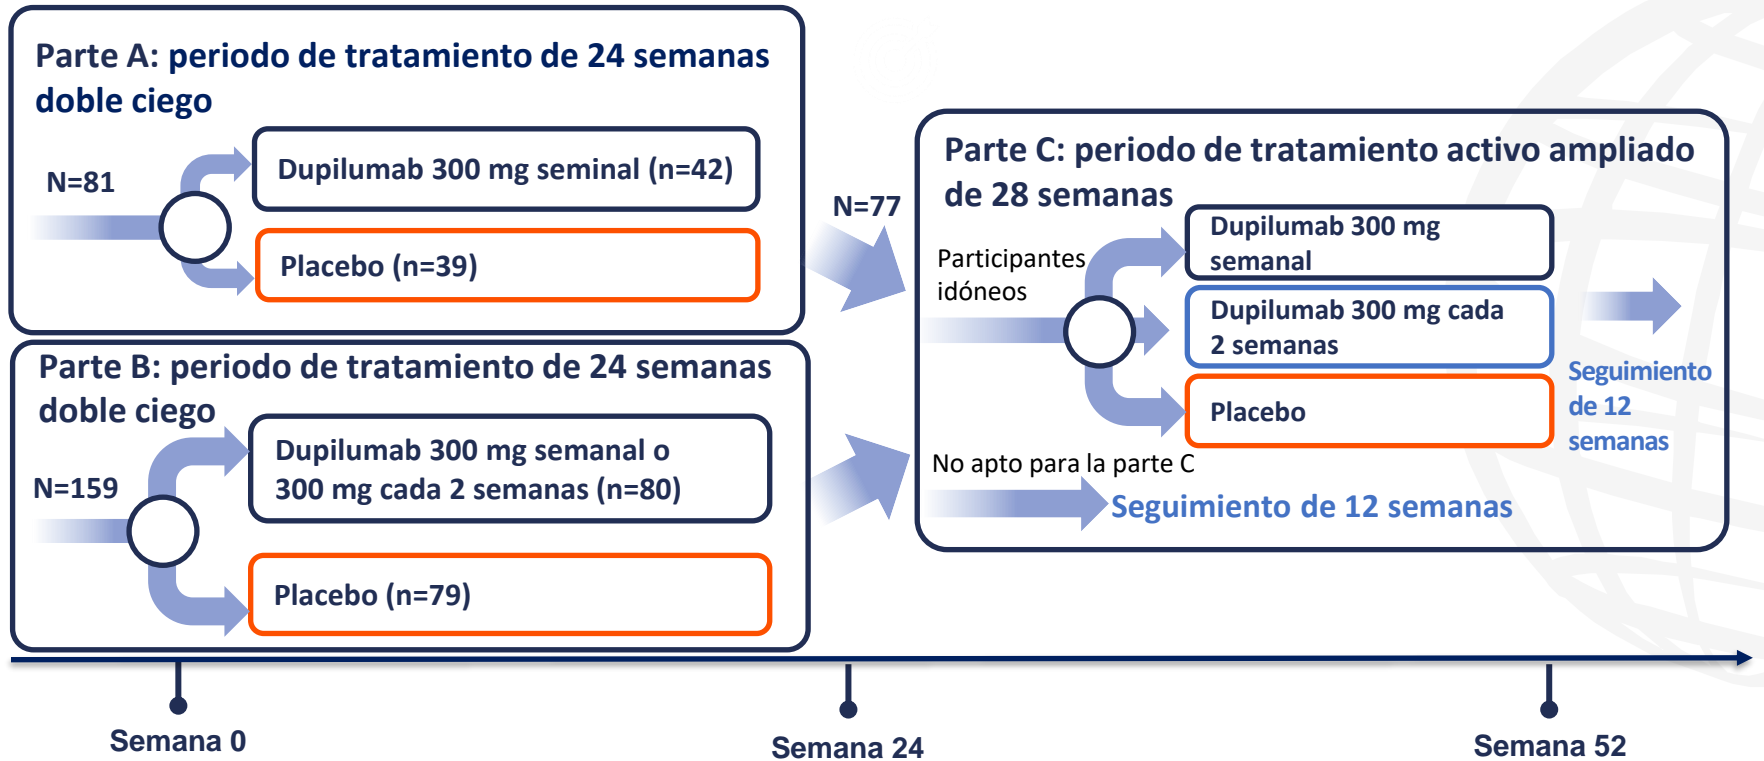 Parte A: periodo de tratamiento de 24 semanas
doble ciego
N=81
Dupilumab 300 mg seminal (n=42)
Placebo (n=39)
Parte B: periodo de tratamiento de 24 semanas
doble ciego
N=159
Dupilumab 300 mg semanal o
300 mg cada 2 semanas (n=80)
Placebo (n=79)
N=77
Parte C: periodo de tratamiento activo ampliado
de 28 semanas
Participantes
idóneos
Dupilumab 300 mg
semanal
Dupilumab 300 mg cada
2 semanas
Placebo
Seguimiento
de 12
semanas
No apto para la parte C
Seguimiento de 12 semanas
Semana 0
Semana 24
Semana 52